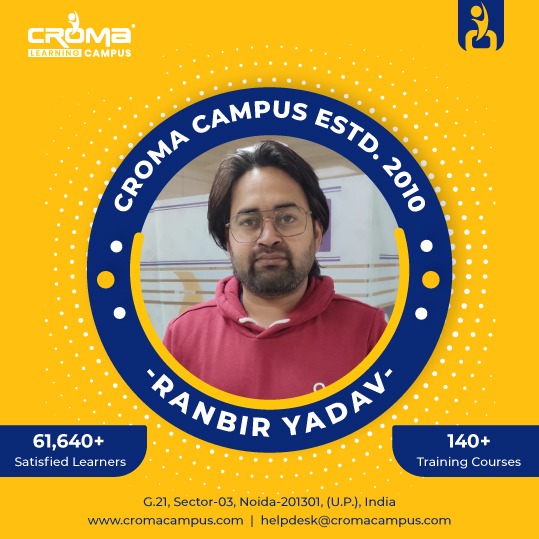 CROMA®
LEARNING CAMPUS
CROMA CAMPUS ESTD. 2010
-RANBIR YADAV-
61,640+
Satisfied Learners
140+
Training Courses
G.21, Sector-03, Noida-201301, (U.P.), India
www.cromacampus.com | helpdesk@cromacampus.com